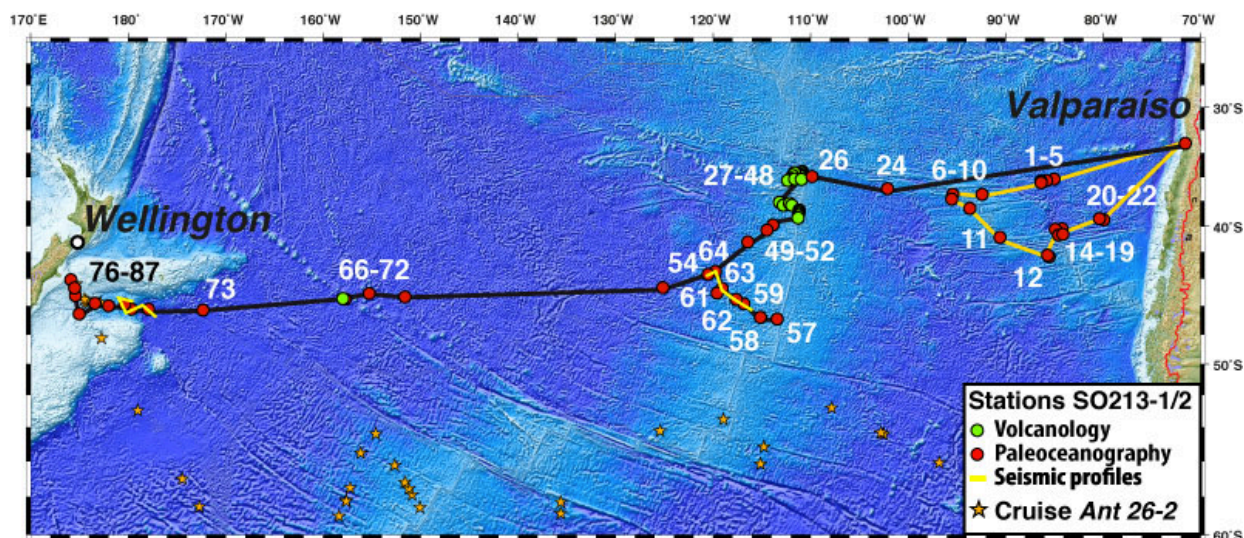 170˚E 180˚ 170˚W 160˚W 150˚W 140˚W 130˚W 120˚W 110˚W 100˚W 90˚W 80˚W 70˚W
30˚S
Valparaíso
26 24 6-10 1-5
27-48
20-22
Wellington
40˚S
64 49-52 11 14-19
76-87 66-72 54 63 12
73 61 59
62 58 57
50˚S
Stations SO213-1/2
Volcanology
Paleoceanography
Seismic profiles
Cruise Ant 26-2
60˚S